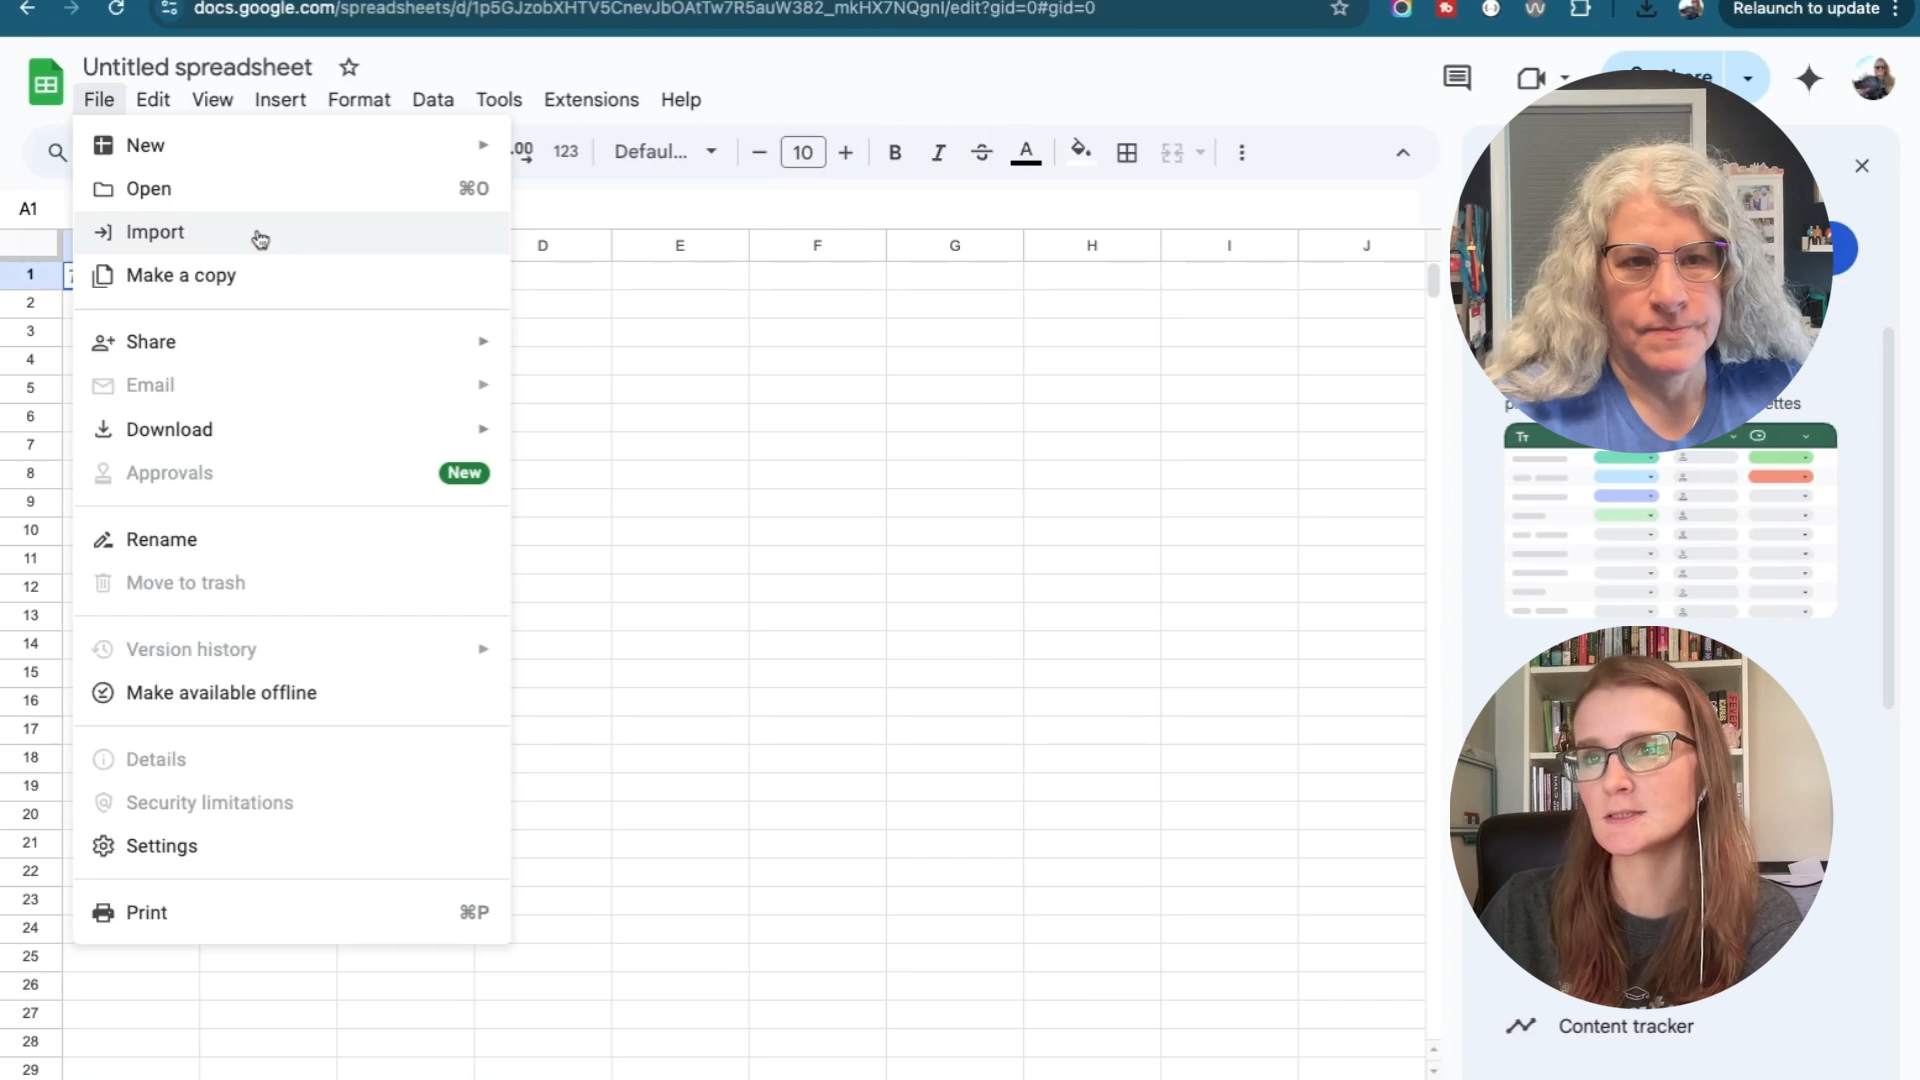 docs.google.com/spreadsheets/d/1p5GJzobXHTV5CnevJbOAtTw7R5auW382_mkHX7NQgnI/edit?gid=0#gid=0
Relaunch to update
Untitled spreadsheet
File Edit View Insert Format Data Tools Extensions Help
.00 123 Defaul... 10 B I S A
A1
New
Open ⌘O
Import
Make a copy
Share
Email
Download
Approvals New
Rename
Move to trash
Version history
Make available offline
Details
Security limitations
Settings
Print ⌘P
D E F G H I J
1
2
3
4
5
6
7
8
9
10
11
12
13
14
15
16
17
18
19
20
21
22
23
24
25
26
27
28
29
Tт
Content tracker